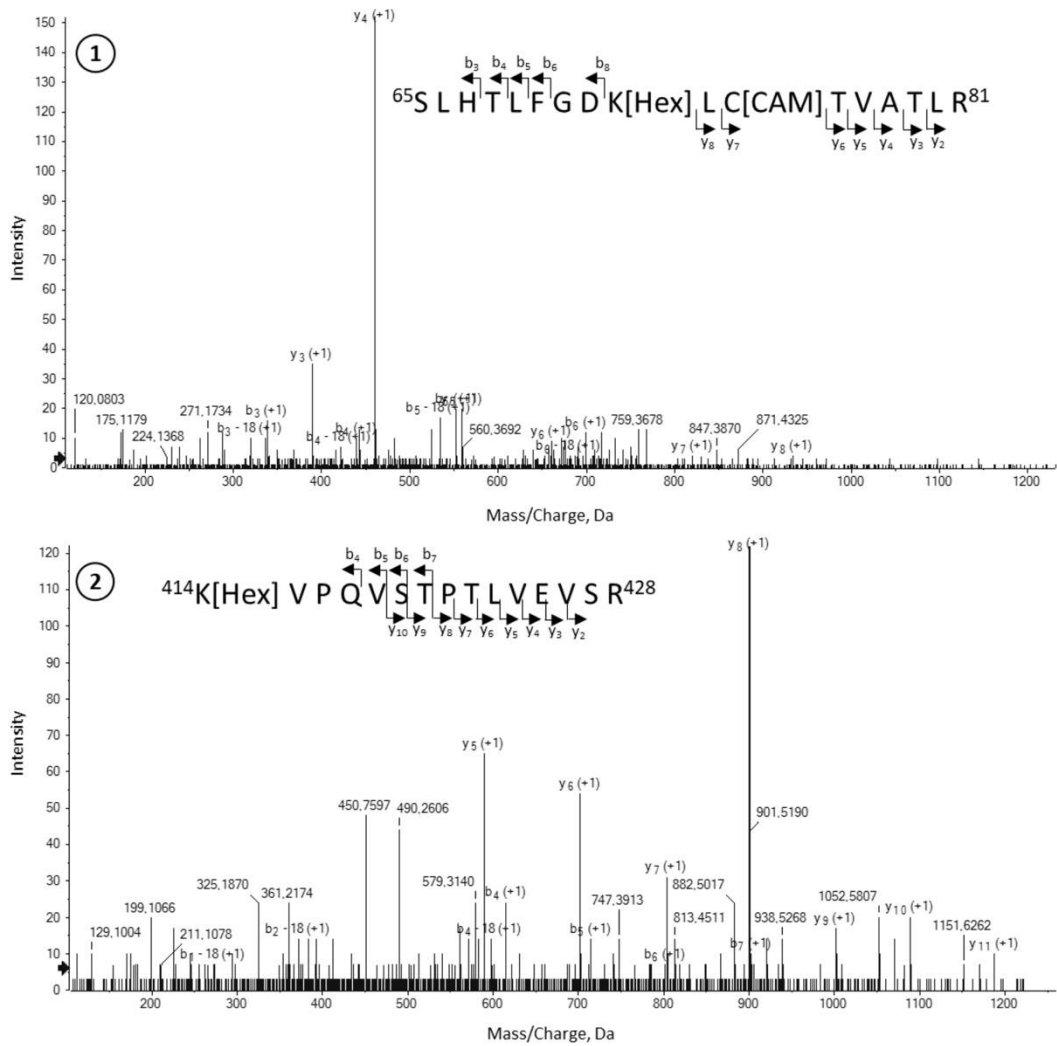 1
b3 b4 b5 b6 b8
65S L H T L F G D K[Hex] L C[CAM] T V A T L R81
y8 y7 y6 y5 y4 y3 y2
Intensity
150
140
130
120
110
100
90
80
70
60
50
40
30
20
10
0
y4 (+1)
y3 (+1)
120,0803
175,1179
224,1368
271,1734
b3 - 18 (+1)
b3 (+1)
b4 - 18 (+1)
b4 (+1)
b5 - 18 (+1)
560,3692
y6 (+1)
b6 - 18 (+1)
b6 (+1)
759,3678
y7 (+1)
847,3870
871,4325
y8 (+1)
200 300 400 500 600 700 800 900 1000 1100 1200
Mass/Charge, Da
2
b4 b5 b6 b7
414K[Hex] V P Q V S T P T L V E V S R428
y10 y9 y8 y7 y6 y5 y4 y3 y2
Intensity
120
110
100
90
80
70
60
50
40
30
20
10
0
129,1004
199,1066
211,1078
b1 - 18 (+1)
325,1870
361,2174
b2 - 18 (+1)
450,7597
490,2606
579,3140
b4 - 18 (+1)
y5 (+1)
b4 (+1)
y6 (+1)
b5 (+1)
747,3913
b6 (+1)
y7 (+1)
813,4511
882,5017
b7 (+1)
y8 (+1)
901,5190
938,5268
y9 (+1)
1052,5807
y10 (+1)
1151,6262
y11 (+1)
200 300 400 500 600 700 800 900 1000 1100 1200
Mass/Charge, Da